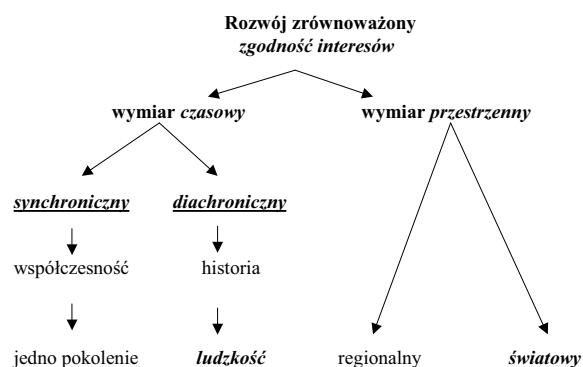 Rozwój zrównoważony
zgodność interesów
wymiar czasowy
wymiar przestrzenny
synchroniczny
diachroniczny
współczesność
historia
jedno pokolenie
ludzkość
regionalny
światowy